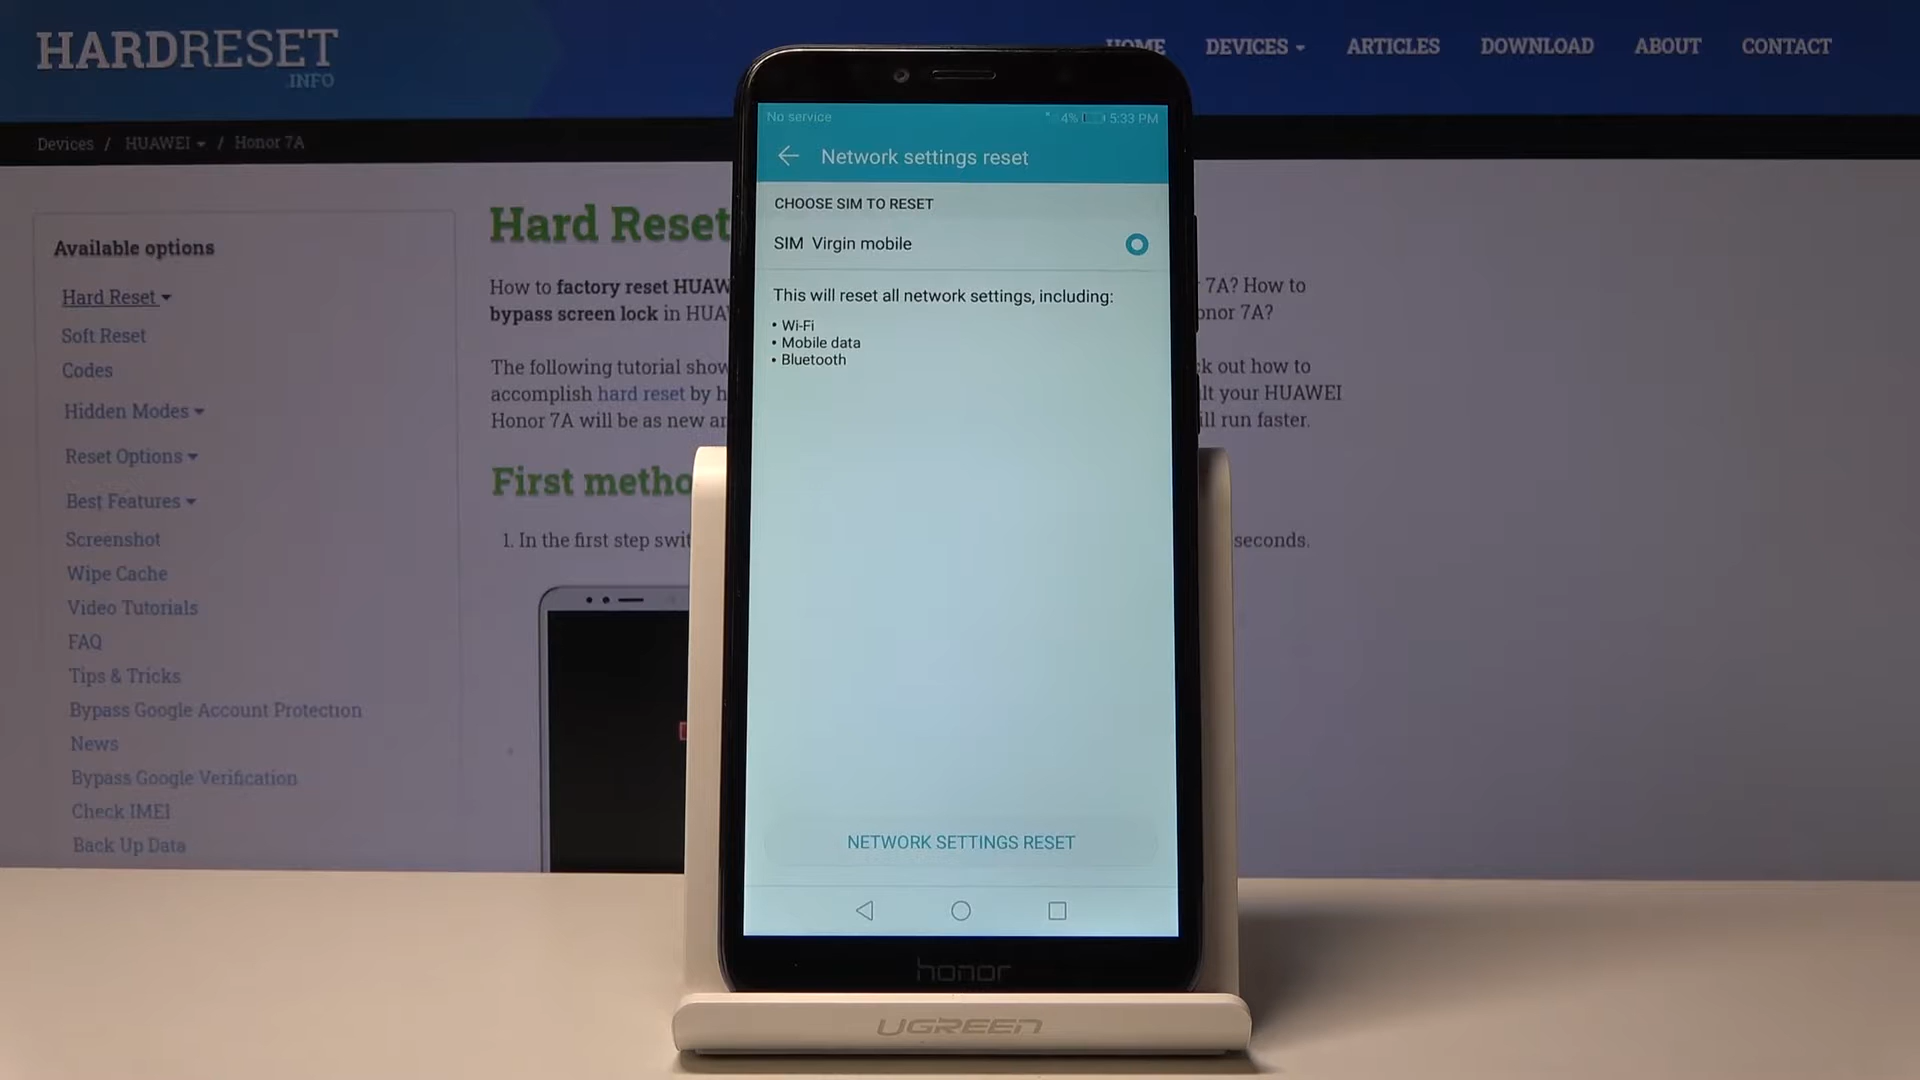 HARDRESET
.INFO
HOME
DEVICES
ARTICLES
DOWNLOAD
ABOUT
CONTACT
Devices / HUAWEI / Honor 7A
Available options
Hard Reset
Soft Reset
Codes
Hidden Modes
Reset Options
Best Features
Screenshot
Wipe Cache
Video Tutorials
FAQ
Tips & Tricks
Bypass Google Account Protection
News
Bypass Google Verification
Check IMEI
Back Up Data
Hard Reset
How to factory reset HUAW 7A? How to
bypass screen lock in HUA onor 7A?
The following tutorial show ck out how to
accomplish hard reset by h lt your HUAWEI
Honor 7A will be as new an ill run faster.
First metho
1. In the first step swit seconds.
No service 4% 5:33 PM
Network settings reset
CHOOSE SIM TO RESET
SIM Virgin mobile
This will reset all network settings, including:
• Wi-Fi
• Mobile data
• Bluetooth
NETWORK SETTINGS RESET
honor
UGREEN